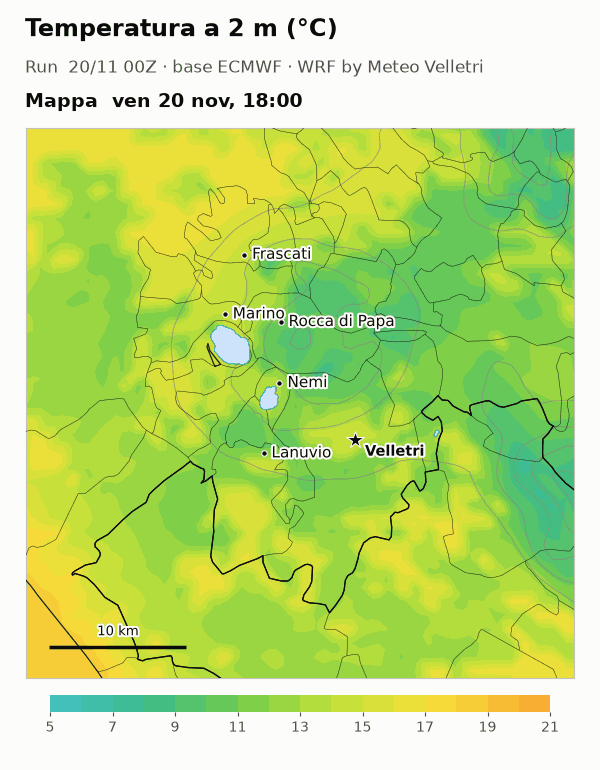 Temperatura a 2 m (°C)
Run  20/11 00Z · base ECMWF · WRF by Meteo Velletri
Mappa  ven 20 nov, 18:00
Frascati
Marino
Rocca di Papa
Nemi
Velletri
Lanuvio
10 km
5 7 9 11 13 15 17 19 21